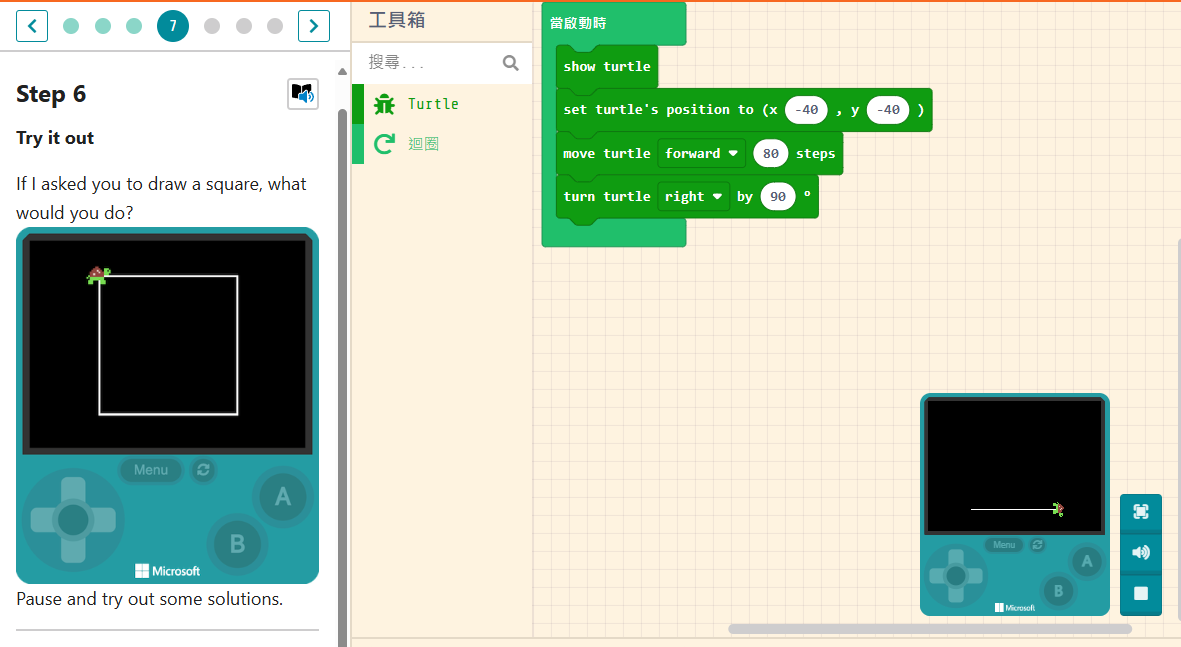 7
Step 6
Try it out
If I asked you to draw a square, what
would you do?
Menu
A
B
Microsoft
Pause and try out some solutions.
工具箱
搜尋...
Turtle
迴圈
當啟動時
show turtle
set turtle's position to (x -40 , y -40 )
move turtle forward 80 steps
turn turtle right by 90 °
Menu
A
B
Microsoft